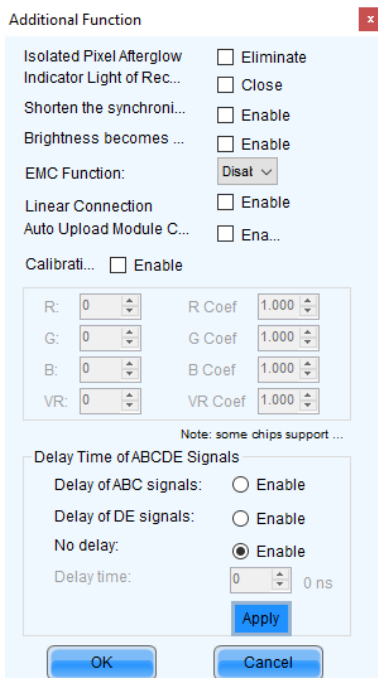 Additional Function
x
Isolated Pixel Afterglow Eliminate
Indicator Light of Rec... Close
Shorten the synchroni... Enable
Brightness becomes ... Enable
EMC Function: Disat
Linear Connection Enable
Auto Upload Module C... Ena...
Calibrati... Enable
R: 0 R Coef 1.000
G: 0 G Coef 1.000
B: 0 B Coef 1.000
VR: 0 VR Coef 1.000
Note: some chips support ...
Delay Time of ABCDE Signals
Delay of ABC signals: Enable
Delay of DE signals: Enable
No delay: Enable
Delay time: 0 0 ns
Apply
OK Cancel